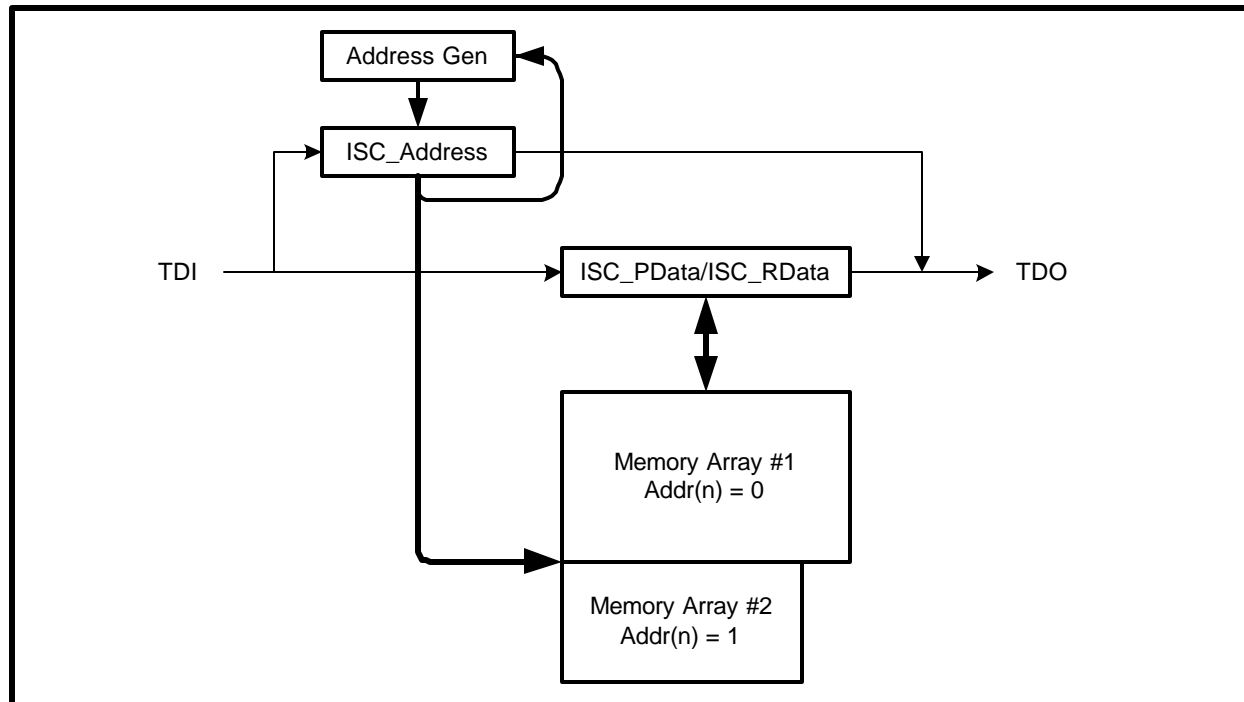 Address Gen
ISC_Address
TDI
ISC_PData/ISC_RData
TDO
Memory Array #1
Addr(n) = 0
Memory Array #2
Addr(n) = 1